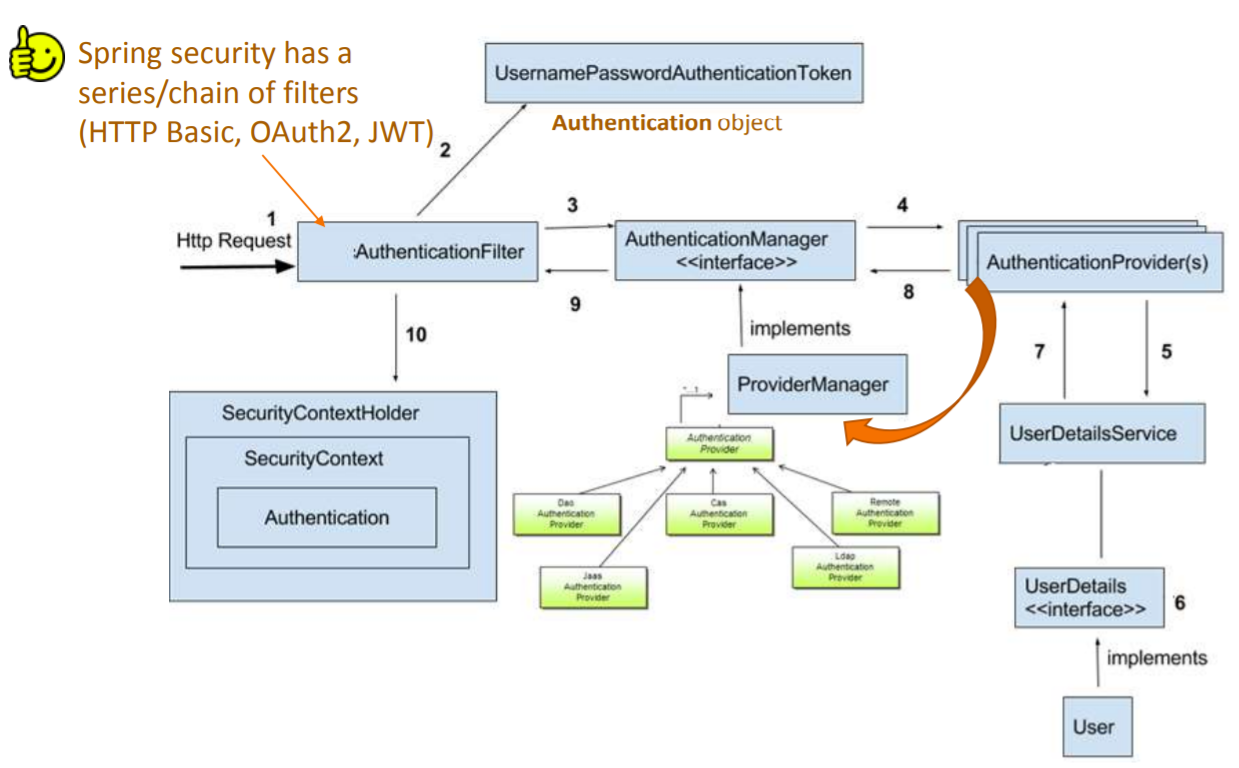 Spring security has a
series/chain of filters
(HTTP Basic, OAuth2, JWT)
UsernamePasswordAuthenticationToken
Authentication object
2
1
Http Request
:AuthenticationFilter
3
AuthenticationManager
<<interface>>
4
AuthenticationProvider(s)
9
8
10
implements
ProviderManager
7
5
SecurityContextHolder
SecurityContext
Authentication
UserDetailsService
Authentication
Provider
Dao
Authentication
Provider
Cas
Authentication
Provider
Remote
Authentication
Provider
Jaas
Authentication
Provider
Ldap
Authentication
Provider
UserDetails
<<interface>>
6
implements
User